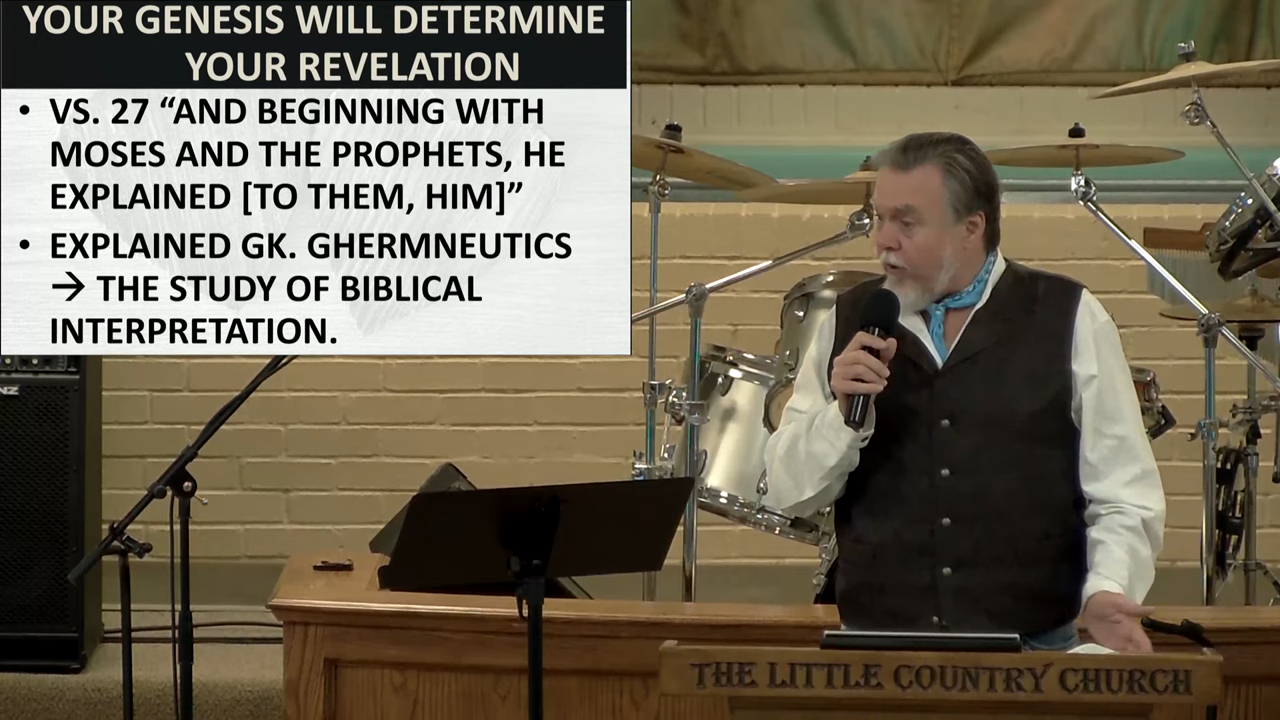 YOUR GENESIS WILL DETERMINE
YOUR REVELATION
• VS. 27 “AND BEGINNING WITH
MOSES AND THE PROPHETS, HE
EXPLAINED [TO THEM, HIM]”
• EXPLAINED GK. GHERMNEUTICS
→ THE STUDY OF BIBLICAL
INTERPRETATION.
THE LITTLE COUNTRY CHURCH